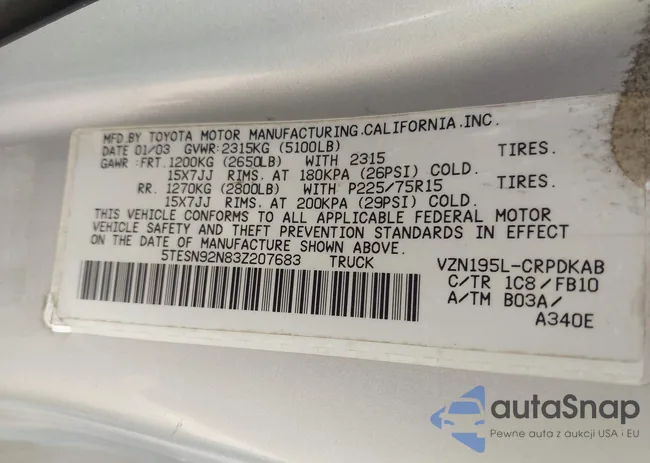 MFD.BY TOYOTA MOTOR MANUFACTURING,CALIFORNIA,INC.
DATE 01/03 GVWR:2315KG (5100LB)
GAWR :FRT.1200KG (2650LB) WITH 2315 TIRES.
15X7JJ RIMS. AT 180KPA (26PSI) COLD.
RR. 1270KG (2800LB) WITH P225/75R15 TIRES.
15X7JJ RIMS. AT 200KPA (29PSI) COLD.
THIS VEHICLE CONFORMS TO ALL APPLICABLE FEDERAL MOTOR
VEHICLE SAFETY AND THEFT PREVENTION STANDARDS IN EFFECT
ON THE DATE OF MANUFACTURE SHOWN ABOVE.
5TESN92N83Z207683 TRUCK VZN195L-CRPDKAB
C/TR 1C8/FB10
A/TM B03A/
A340E
autaSnap
Pewne auta z aukcji USA i EU